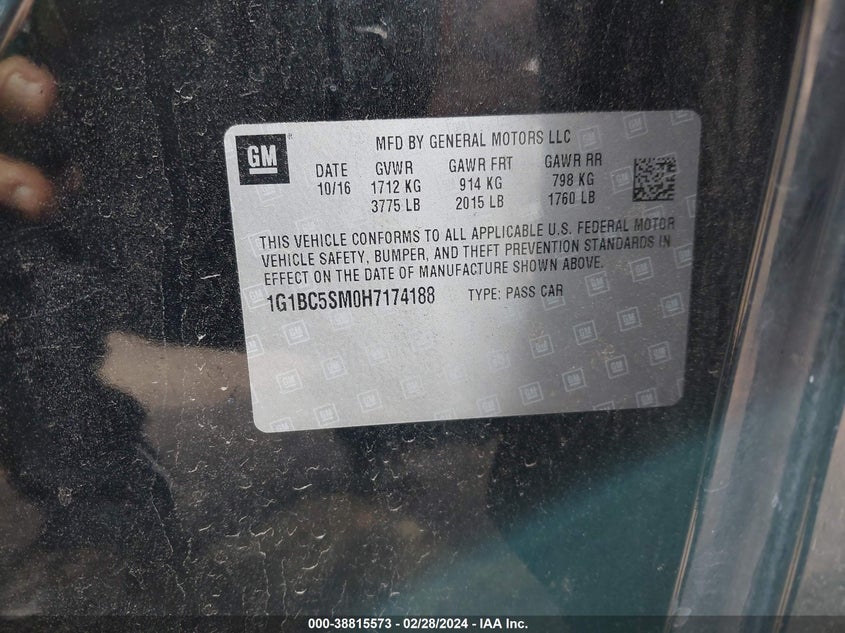 GM
MFD BY GENERAL MOTORS LLC
DATE GVWR GAWR FRT GAWR RR
10/16 1712 KG 914 KG 798 KG
3775 LB 2015 LB 1760 LB
THIS VEHICLE CONFORMS TO ALL APPLICABLE U.S. FEDERAL MOTOR
VEHICLE SAFETY, BUMPER, AND THEFT PREVENTION STANDARDS IN
EFFECT ON THE DATE OF MANUFACTURE SHOWN ABOVE.
1G1BC5SM0H7174188 TYPE: PASS CAR
000-38815573 / 02/28/2024 / IAA Inc.